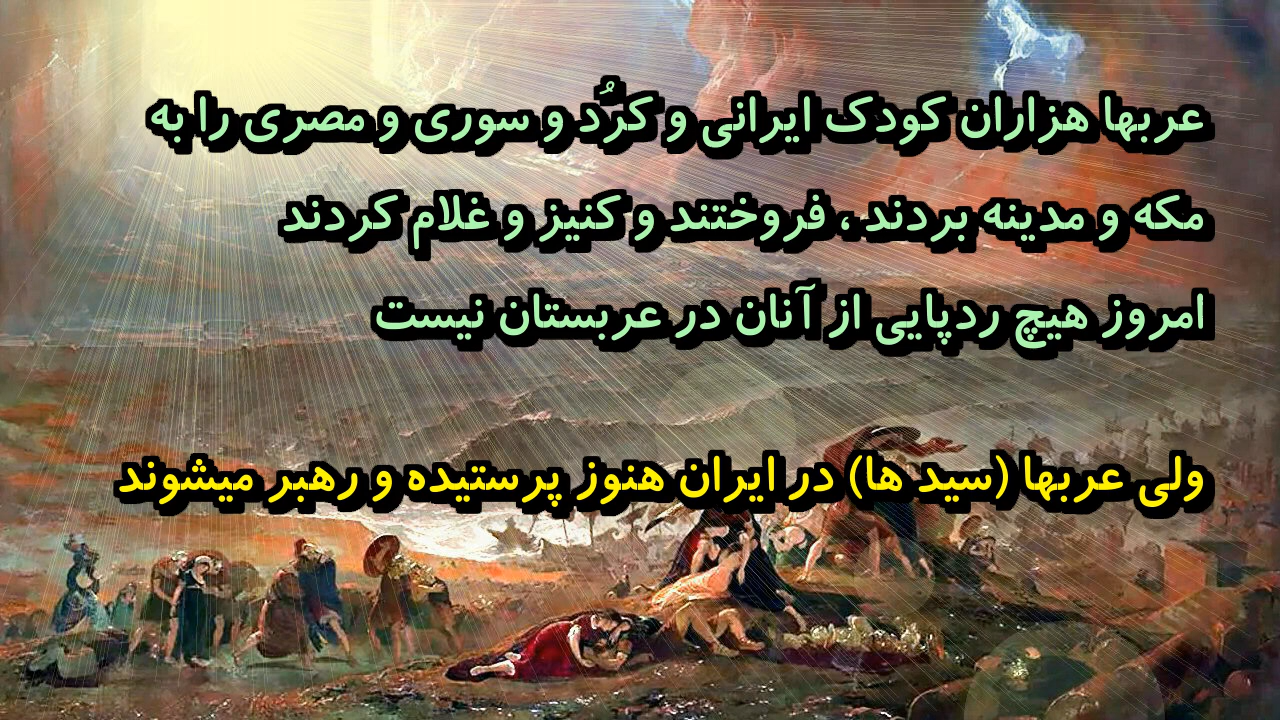 عربها هزاران کودک ایرانی و کرُد و سوری و مصری را به
مکه و مدینه بردند ، فروختند و کنیز و غلام کردند
امروز هیچ ردپایی از آنان در عربستان نیست
ولی عربها (سید ها) در ایران هنوز پرستیده و رهبر میشوند